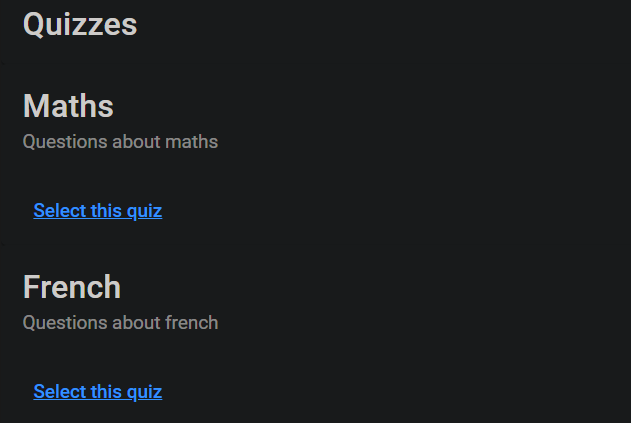 Quizzes
Maths
Questions about maths
Select this quiz
French
Questions about french
Select this quiz